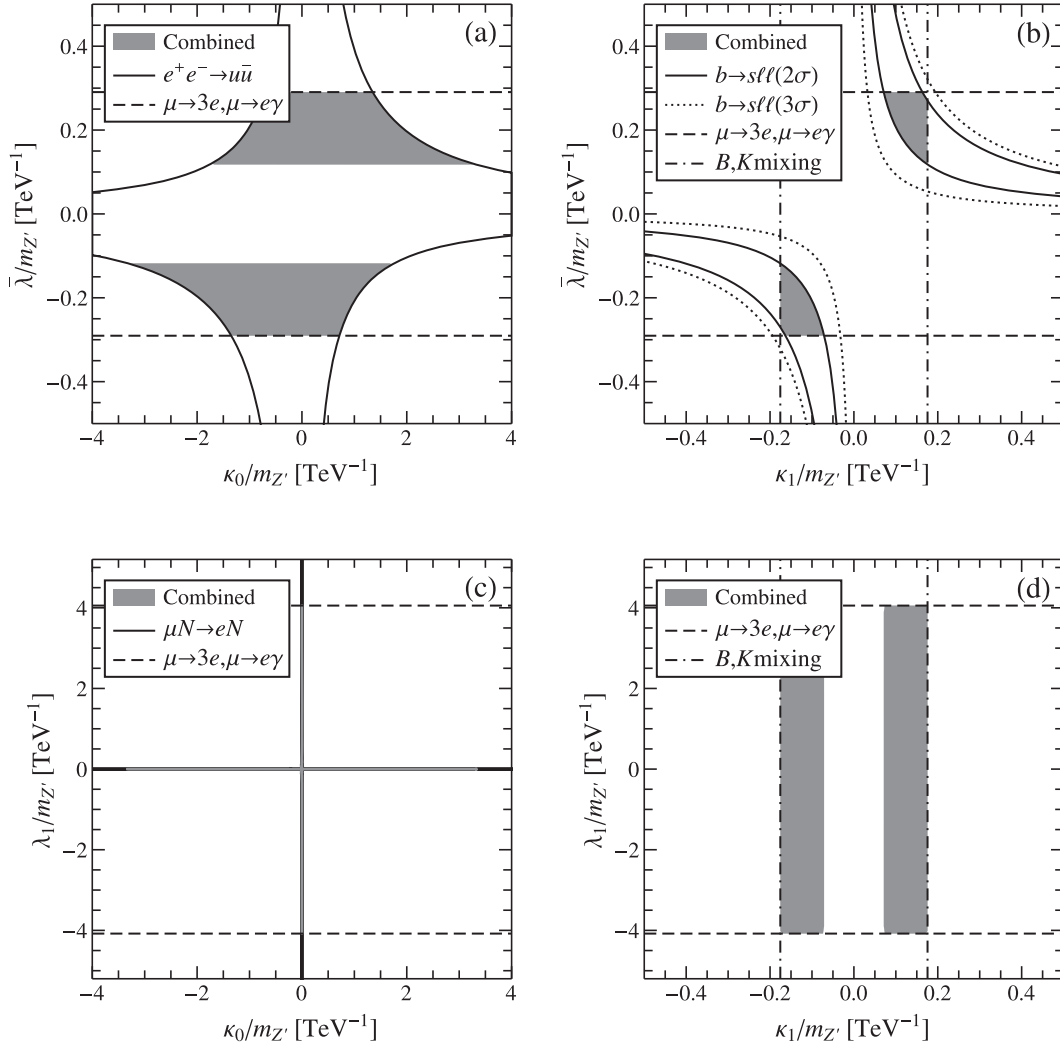 (a)
Combined
e⁺e⁻→uū
μ→3e,μ→eγ
0.4
0.2
0.0
−0.2
−0.4
λ̄/m_Z′ [TeV⁻¹]
−4 −2 0 2 4
κ₀/m_Z′ [TeV⁻¹]
(b)
Combined
b→sℓℓ(2σ)
b→sℓℓ(3σ)
μ→3e,μ→eγ
B,K mixing
0.4
0.2
0.0
−0.2
−0.4
λ̄/m_Z′ [TeV⁻¹]
−0.4 −0.2 0.0 0.2 0.4
κ₁/m_Z′ [TeV⁻¹]
(c)
Combined
μN→eN
μ→3e,μ→eγ
4
2
0
−2
−4
λ₁/m_Z′ [TeV⁻¹]
−4 −2 0 2 4
κ₀/m_Z′ [TeV⁻¹]
(d)
Combined
μ→3e,μ→eγ
B,K mixing
4
2
0
−2
−4
λ₁/m_Z′ [TeV⁻¹]
−0.4 −0.2 0.0 0.2 0.4
κ₁/m_Z′ [TeV⁻¹]